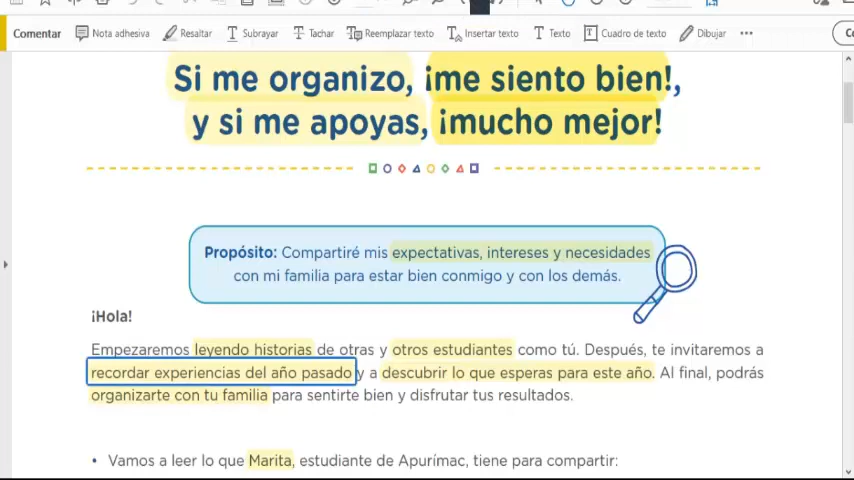 Comentar Nota adhesiva Resaltar Subrayar Tachar Reemplazar texto Insertar texto Texto Cuadro de texto Dibujar
Si me organizo, ¡me siento bien!,
y si me apoyas, ¡mucho mejor!
Propósito: Compartiré mis expectativas, intereses y necesidades
con mi familia para estar bien conmigo y con los demás.
¡Hola!
Empezaremos leyendo historias de otras y otros estudiantes como tú. Después, te invitaremos a
recordar experiencias del año pasado y a descubrir lo que esperas para este año. Al final, podrás
organizarte con tu familia para sentirte bien y disfrutar tus resultados.
• Vamos a leer lo que Marita, estudiante de Apurímac, tiene para compartir: